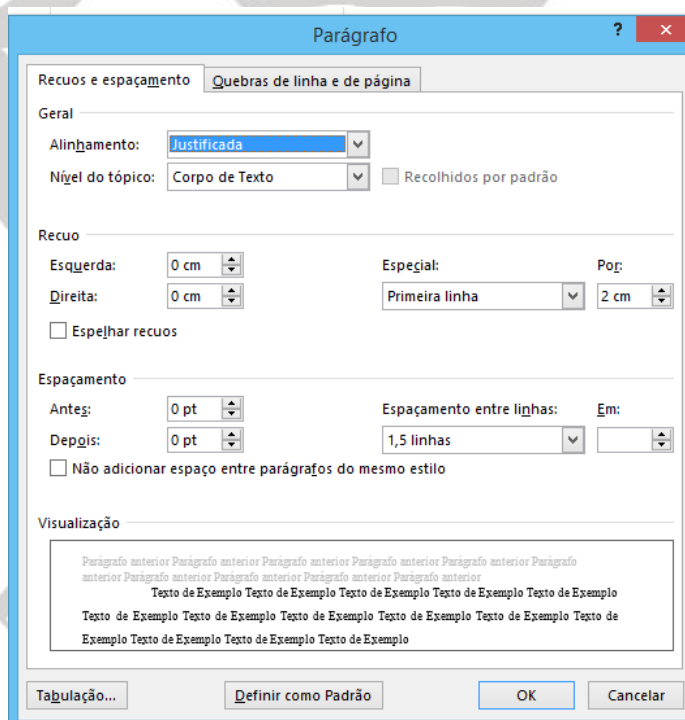 Parágrafo ?
Recuos e espaçamento Quebras de linha e de página
Geral
Alinhamento: Justificada
Nível do tópico: Corpo de Texto Recolhidos por padrão
Recuo
Esquerda: 0 cm Especial: Por:
Direita: 0 cm Primeira linha 2 cm
Espelhar recuos
Espaçamento
Antes: 0 pt Espaçamento entre linhas: Em:
Depois: 0 pt 1,5 linhas
Não adicionar espaço entre parágrafos do mesmo estilo
Visualização
Parágrafo anterior Parágrafo anterior Parágrafo anterior Parágrafo anterior Parágrafo anterior Parágrafo
anterior Parágrafo anterior Parágrafo anterior Parágrafo anterior Parágrafo anterior
Texto de Exemplo Texto de Exemplo Texto de Exemplo Texto de Exemplo Texto de Exemplo
Texto de Exemplo Texto de Exemplo Texto de Exemplo Texto de Exemplo Texto de Exemplo Texto de
Exemplo Texto de Exemplo Texto de Exemplo Texto de Exemplo
Tabulação... Definir como Padrão OK Cancelar